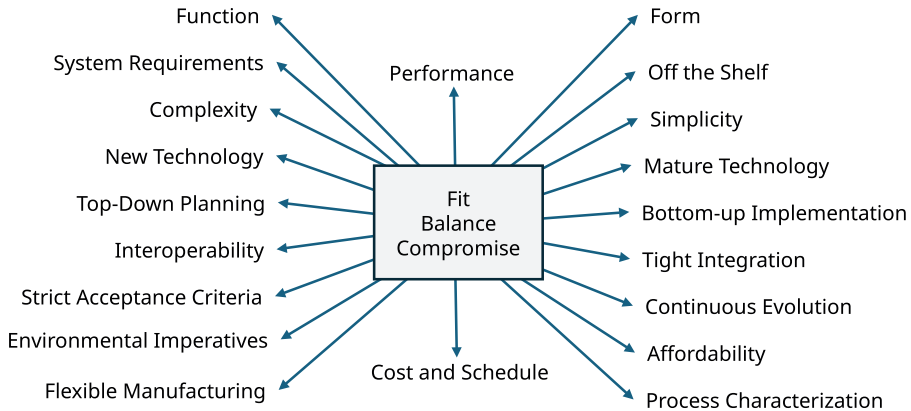 Function
Form
System Requirements
Performance
Off the Shelf
Complexity
Simplicity
New Technology
Mature Technology
Top-Down Planning
Fit
Balance
Compromise
Bottom-up Implementation
Interoperability
Tight Integration
Strict Acceptance Criteria
Continuous Evolution
Environmental Imperatives
Affordability
Cost and Schedule
Flexible Manufacturing
Process Characterization